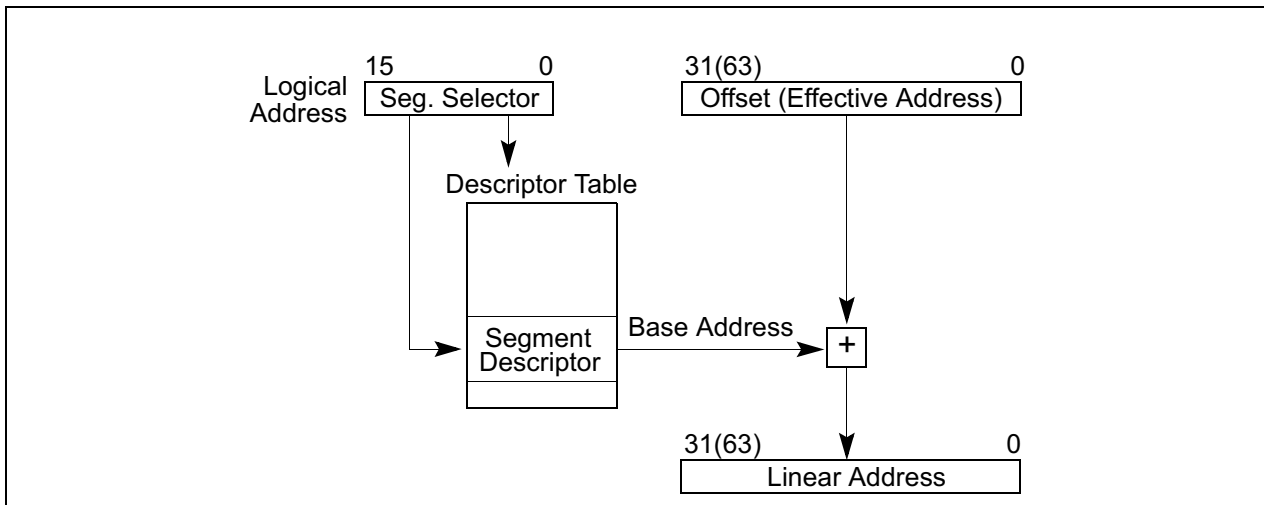 15 0
31(63) 0
Logical
Address
Seg. Selector
Offset (Effective Address)
Descriptor Table
Segment
Descriptor
Base Address
+
31(63) 0
Linear Address